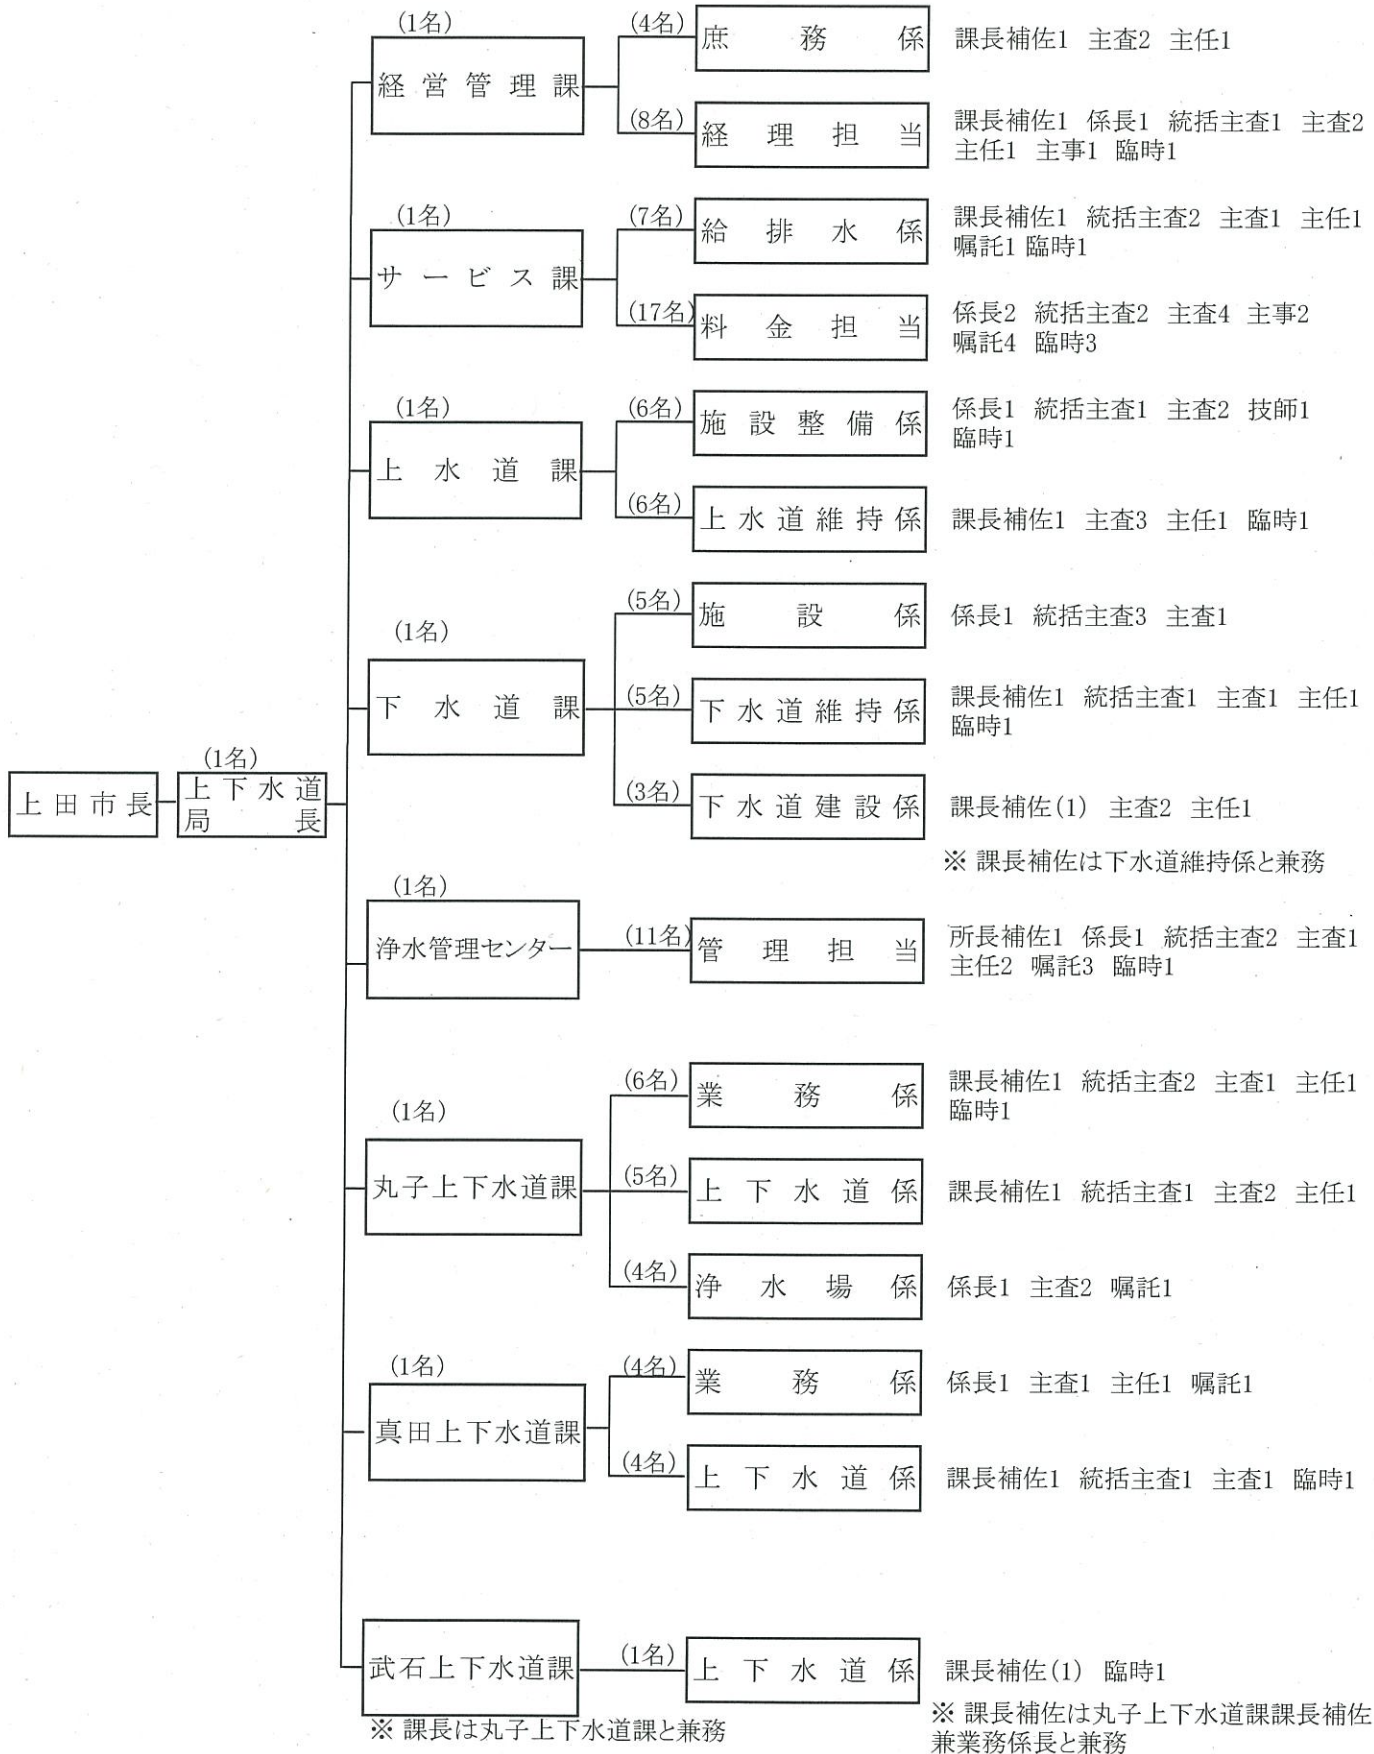 (1名)
経営管理課
(4名)
庶務係
課長補佐1 主査2 主任1
(8名)
経理担当
課長補佐1 係長1 統括主査1 主査2
主任1 主事1 臨時1
(1名)
サービス課
(7名)
給排水係
課長補佐1 統括主査2 主査1 主任1
嘱託1 臨時1
(17名)
料金担当
係長2 統括主査2 主査4 主事2
嘱託4 臨時3
(1名)
上水道課
(6名)
施設整備係
係長1 統括主査1 主査2 技師1
臨時1
(6名)
上水道維持係
課長補佐1 主査3 主任1 臨時1
(1名)
下水道課
(5名)
施設係
係長1 統括主査3 主査1
(5名)
下水道維持係
課長補佐1 統括主査1 主査1 主任1
臨時1
(3名)
下水道建設係
課長補佐(1) 主査2 主任1
※ 課長補佐は下水道維持係と兼務
上田市長
(1名)
上下水道
局長
(1名)
浄水管理センター
(11名)
管理担当
所長補佐1 係長1 統括主査2 主査1
主任2 嘱託3 臨時1
(1名)
丸子上下水道課
(6名)
業務係
課長補佐1 統括主査2 主査1 主任1
臨時1
(5名)
上下水道係
課長補佐1 統括主査1 主査2 主任1
(4名)
浄水場係
係長1 主査2 嘱託1
(1名)
真田上下水道課
(4名)
業務係
係長1 主査1 主任1 嘱託1
(4名)
上下水道係
課長補佐1 統括主査1 主査1 臨時1
武石上下水道課
※ 課長は丸子上下水道課と兼務
(1名)
上下水道係
課長補佐(1) 臨時1
※ 課長補佐は丸子上下水道課課長補佐
兼業務係長と兼務